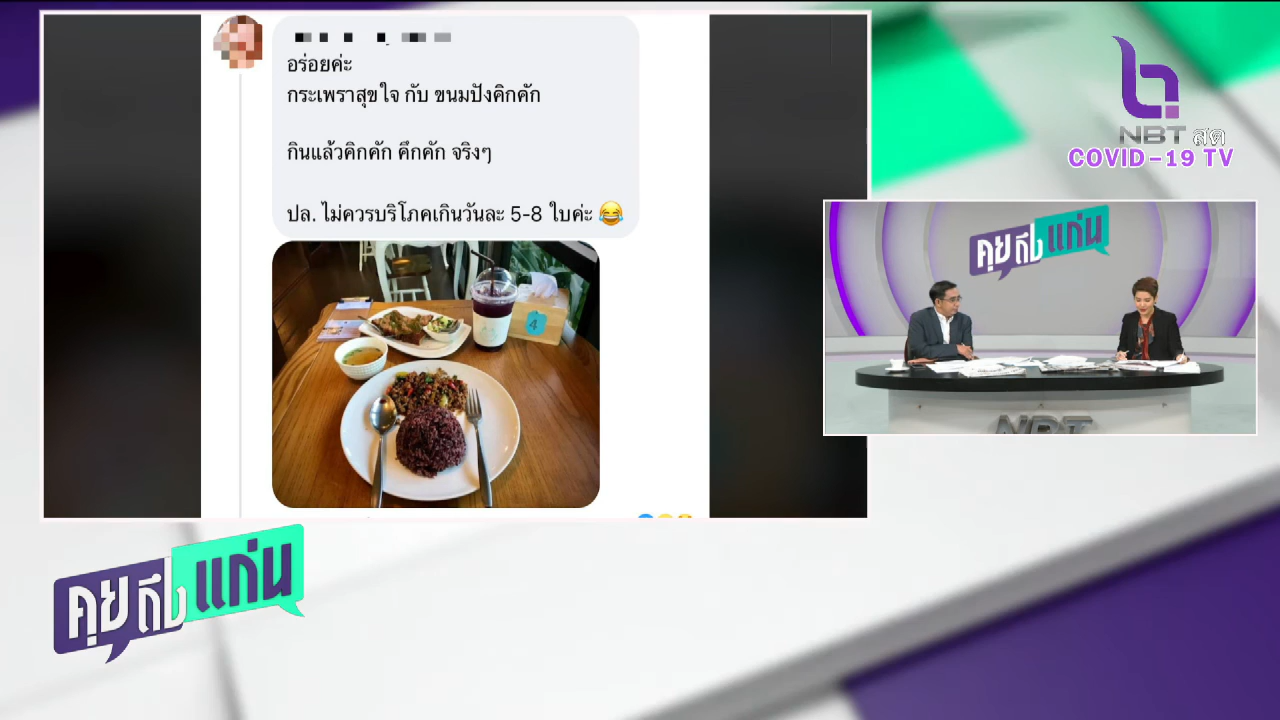 อร่อยค่ะ
กระเพราสุขใจ กับ ขนมปังคิกคัก
กินแล้วคิกคัก คึกคัก จริงๆ
ปล. ไม่ควรบริโภคเกินวันละ 5-8 ใบค่ะ 😂
4
NBT สด
COVID-19 TV
คุยถึงแก่น
NBT
คุยถึงแก่น